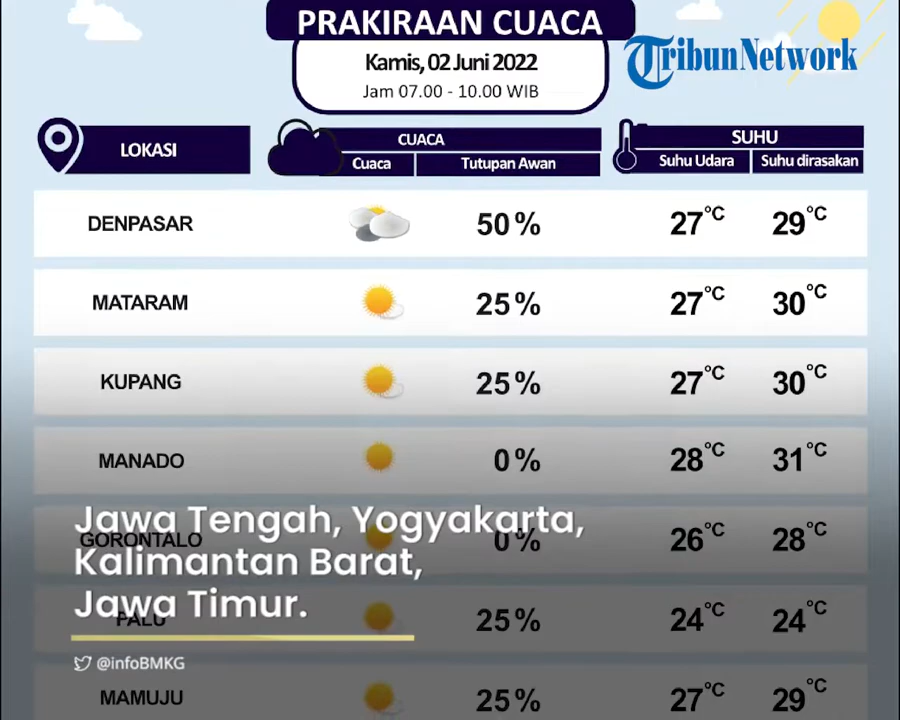 PRAKIRAAN CUACA
Kamis, 02 Juni 2022
Jam 07.00 - 10.00 WIB
TribunNetwork
LOKASI
CUACA
Cuaca Tutupan Awan
SUHU
Suhu Udara Suhu dirasakan
DENPASAR 50% 27°C 29°C
MATARAM 25% 27°C 30°C
KUPANG 25% 27°C 30°C
MANADO 0% 28°C 31°C
GORONTALO 0% 26°C 28°C
PALU 25% 24°C 24°C
MAMUJU 25% 27°C 29°C
Jawa Tengah, Yogyakarta,
Kalimantan Barat,
Jawa Timur.
@infoBMKG